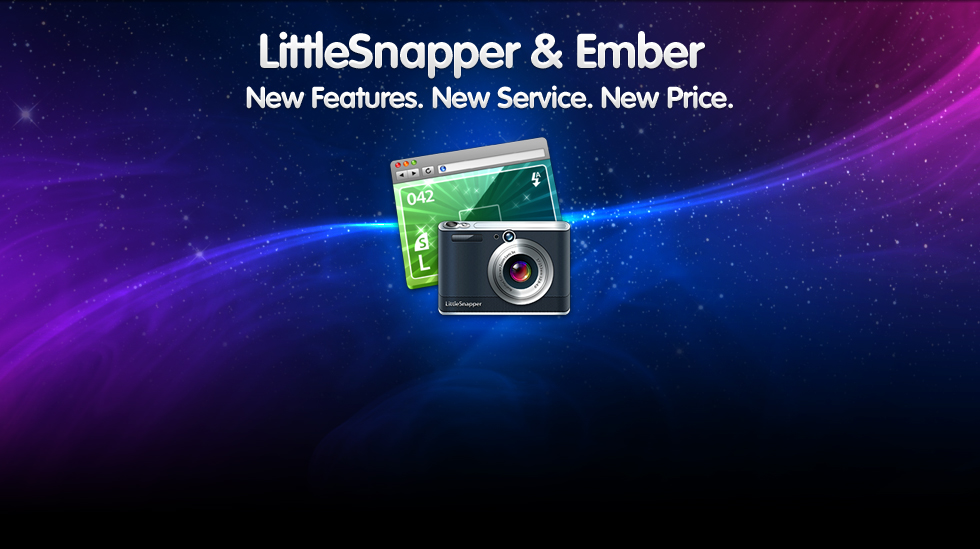 LittleSnapper & Ember
New Features. New Service. New Price.
042
A
S
L
LittleSnapper